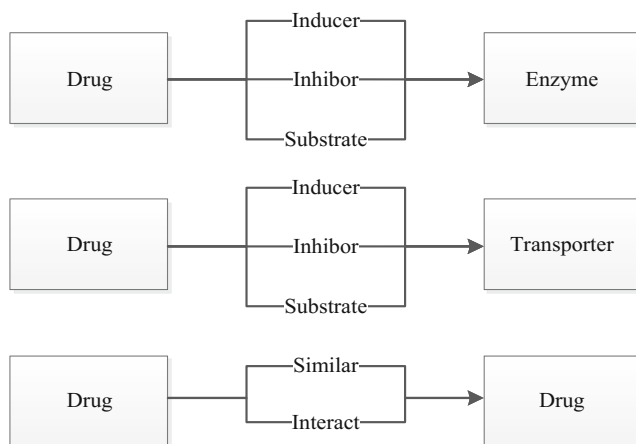 Inducer
Drug
Inhibor
Enzyme
Substrate
Inducer
Drug
Inhibor
Transporter
Substrate
Similar
Drug
Drug
Interact